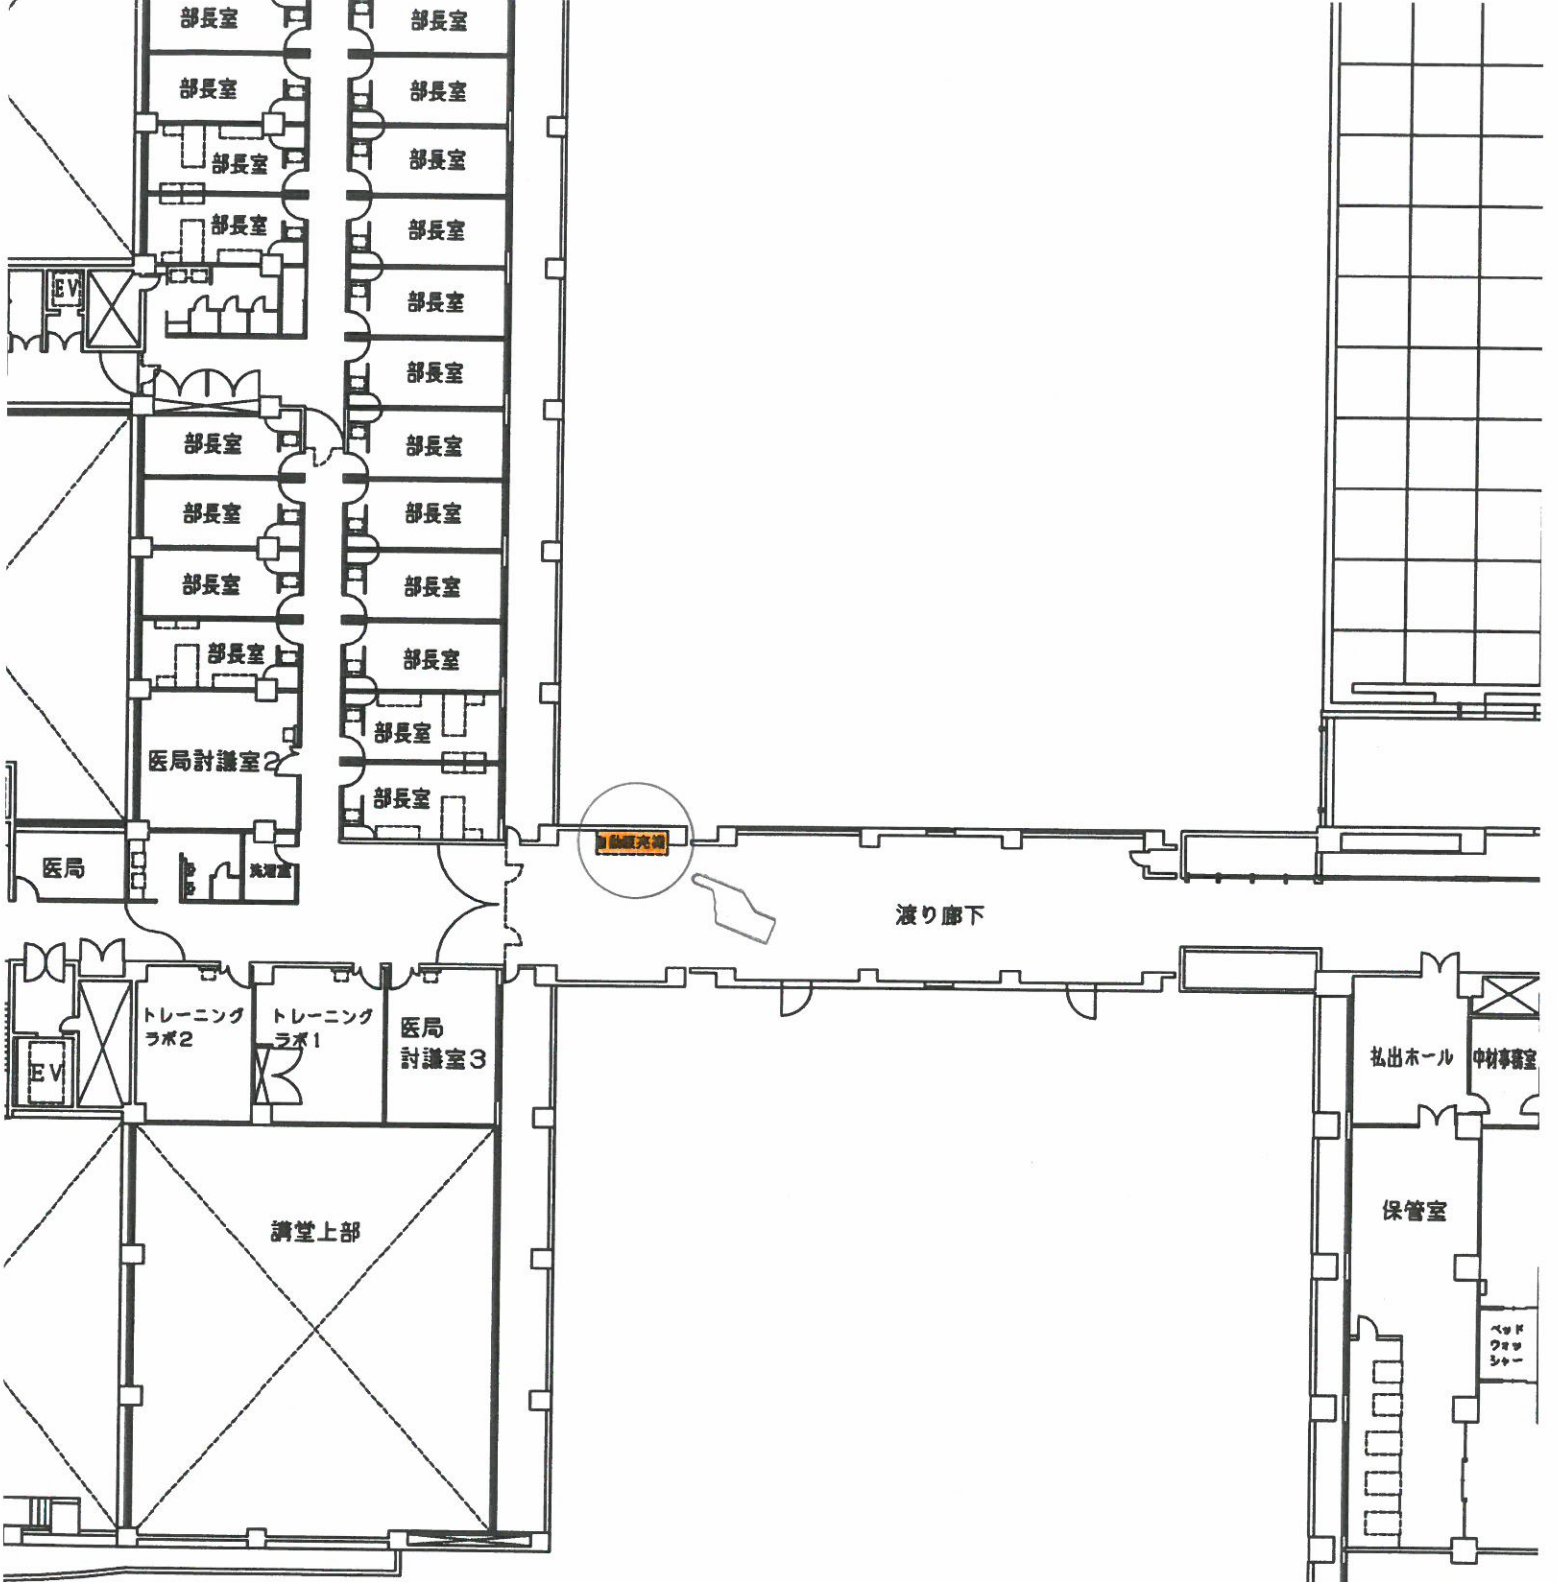 部長室
部長室
部長室
部長室
部長室
部長室
部長室
部長室
EV
部長室
部長室
部長室
部長室
部長室
部長室
部長室
部長室
部長室
部長室
医局討議室2
部長室
部長室
自動販売機
医局
洗濯室
渡り廊下
トレーニング
ラボ2
トレーニング
ラボ1
医局
討議室3
EV
払出ホール
中材事務室
講堂上部
保管室
ベッド
ウォッ
シャー